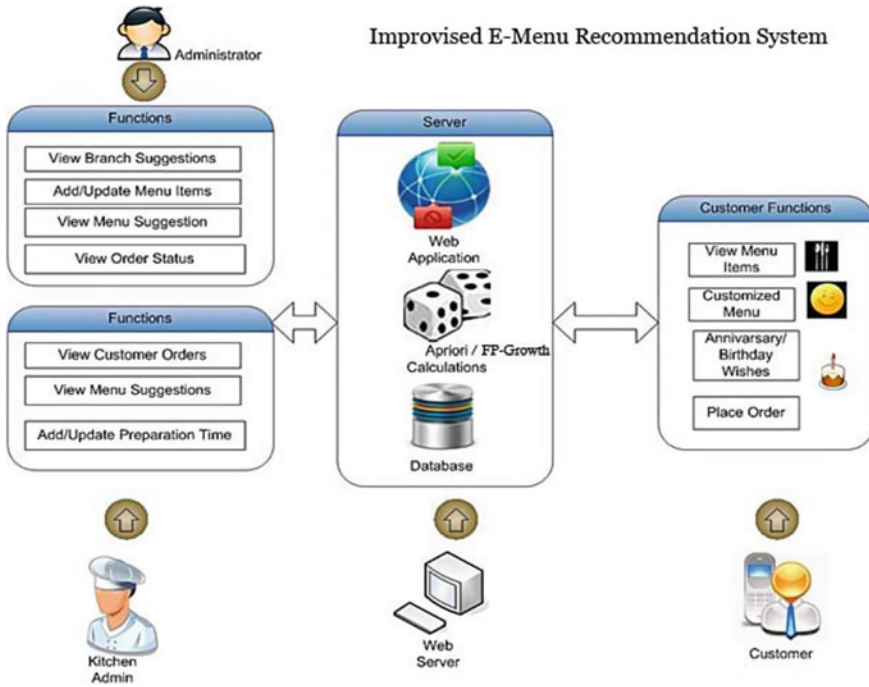 Improvised E-Menu Recommendation System
Administrator
Functions
View Branch Suggestions
Add/Update Menu Items
View Menu Suggestion
View Order Status
Functions
View Customer Orders
View Menu Suggestions
Add/Update Preparation Time
Kitchen
Admin
Server
Web
Application
Apriori / FP-Growth
Calculations
Database
Web
Server
Customer Functions
View Menu
Items
Customized
Menu
Annivarsary/
Birthday
Wishes
Place Order
Customer